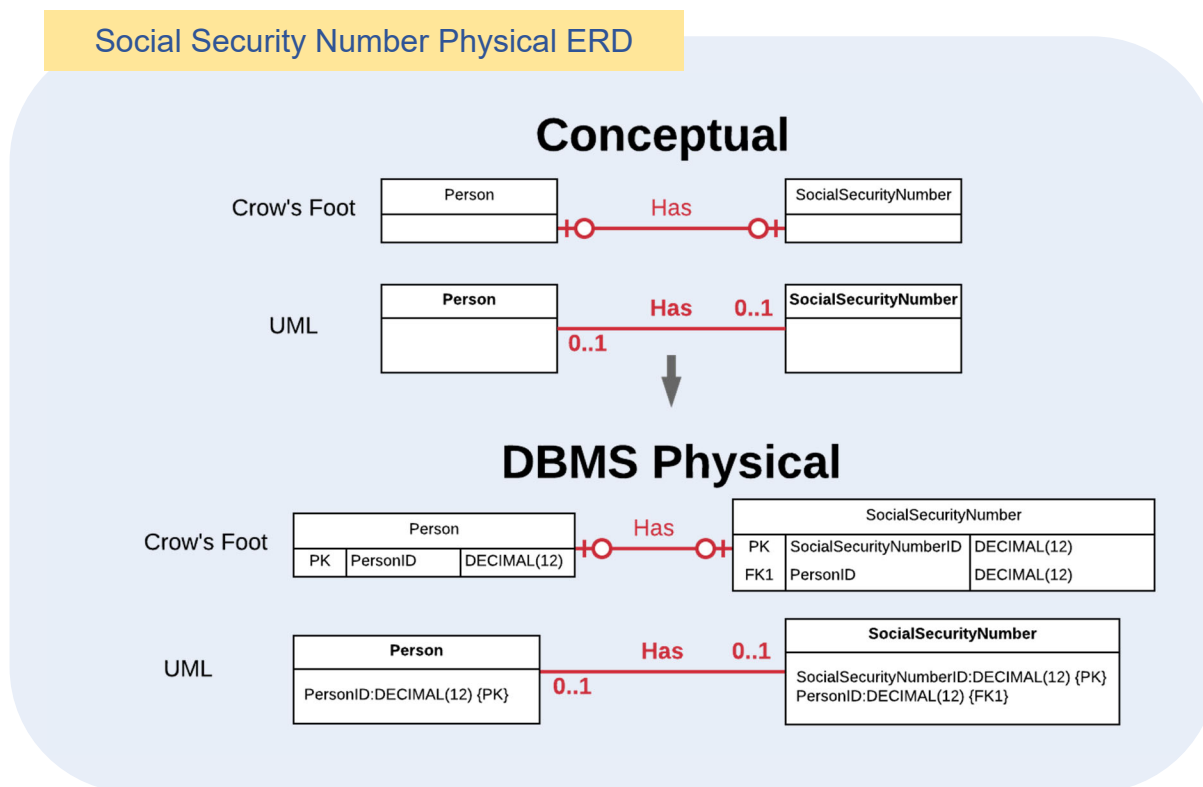 Social Security Number Physical ERD
Conceptual
Crow's Foot
Person
Has
SocialSecurityNumber
UML
Person
Has
0..1
SocialSecurityNumber
0..1
DBMS Physical
Crow's Foot
Person
PK PersonID DECIMAL(12)
Has
SocialSecurityNumber
PK SocialSecurityNumberID DECIMAL(12)
FK1 PersonID DECIMAL(12)
UML
Person
PersonID:DECIMAL(12) {PK}
Has
0..1
0..1
SocialSecurityNumber
SocialSecurityNumberID:DECIMAL(12) {PK}
PersonID:DECIMAL(12) {FK1}